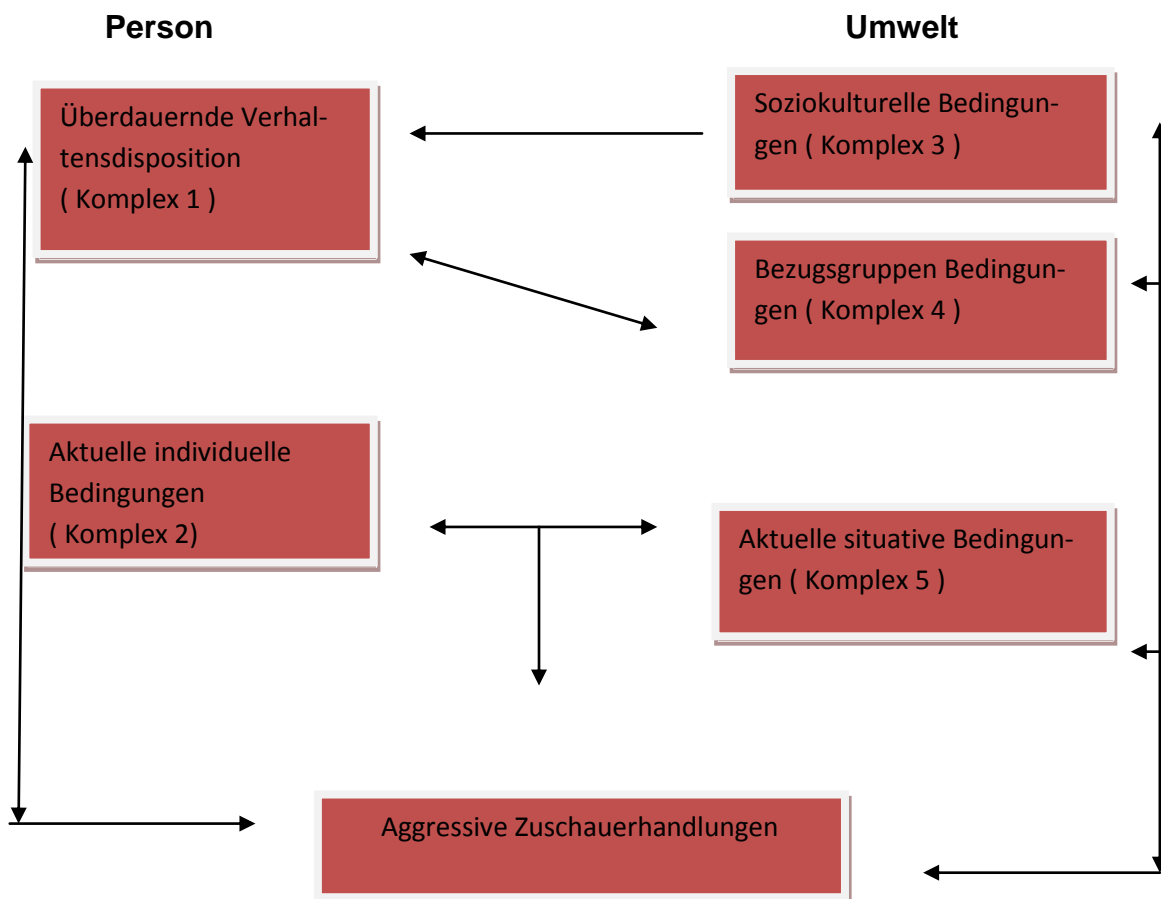 Person
Umwelt
Überdauernde Verhal-
tensdisposition
( Komplex 1 )
Soziokulturelle Bedingun-
gen ( Komplex 3 )
Bezugsgruppen Bedingun-
gen ( Komplex 4 )
Aktuelle individuelle
Bedingungen
( Komplex 2)
Aktuelle situative Bedingun-
gen ( Komplex 5 )
Aggressive Zuschauerhandlungen